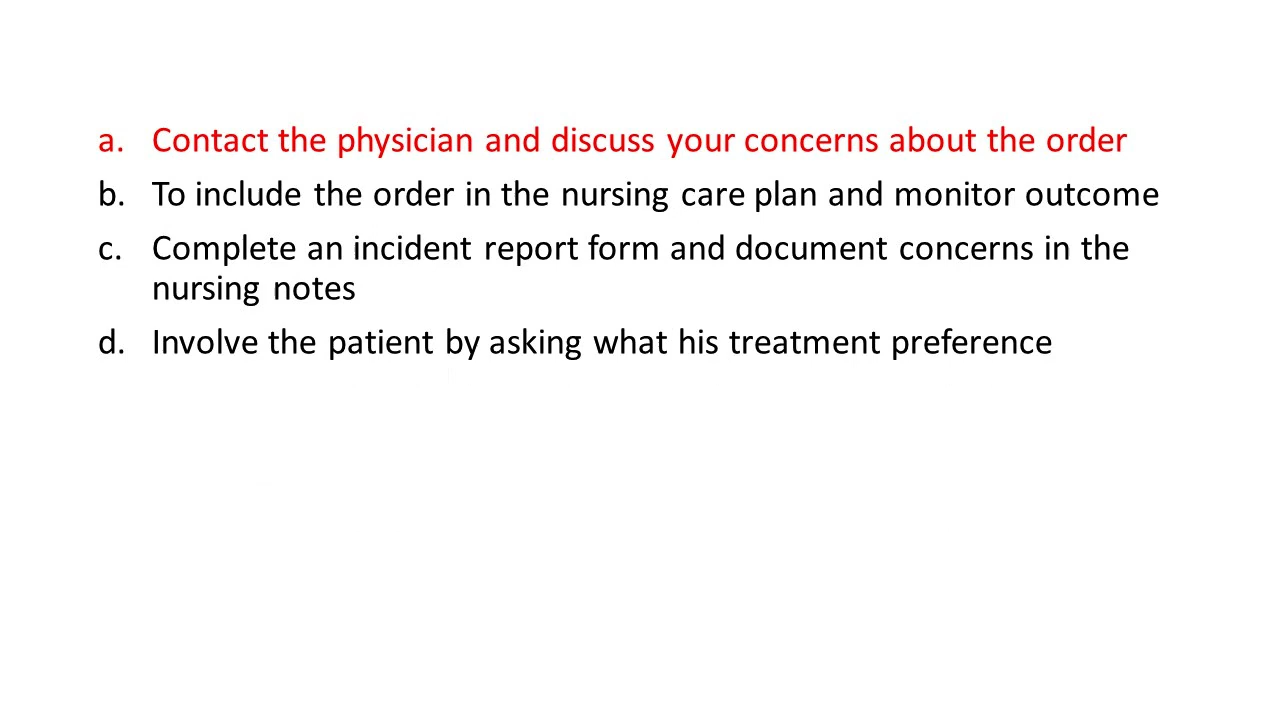 a. Contact the physician and discuss your concerns about the order
b. To include the order in the nursing care plan and monitor outcome
c. Complete an incident report form and document concerns in the
nursing notes
d. Involve the patient by asking what his treatment preference